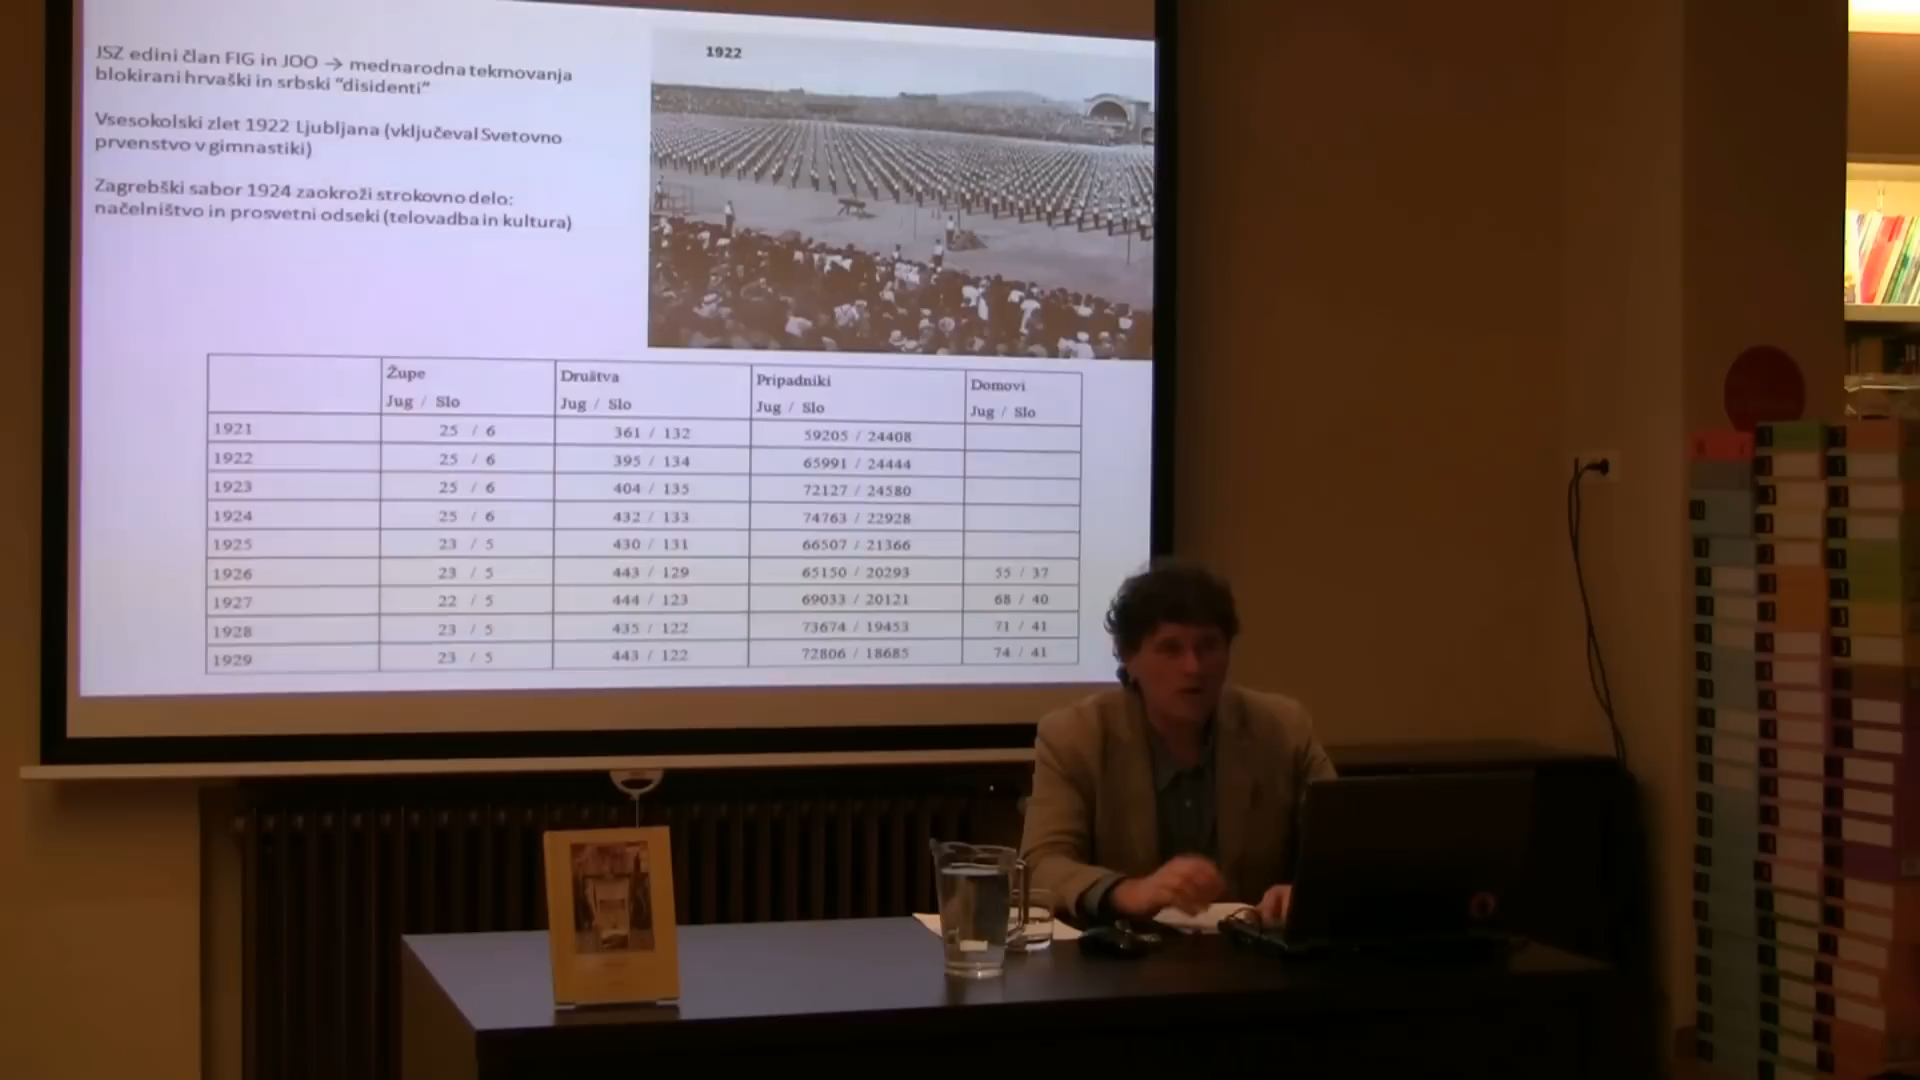 JSZ edini član FIG in JOO → mednarodna tekmovanja
blokirani hrvaški in srbski "disidenti"
Vsesokolski zlet 1922 Ljubljana (vključeval Svetovno
prvenstvo v gimnastiki)
Zagrebški sabor 1924 zaokroži strokovno delo:
načelništvo in prosvetni odseki (telovadba in kultura)
1922
Župe Društva Pripadniki Domovi
Jug / Slo Jug / Slo Jug / Slo Jug / Slo
1921 25 / 6 361 / 132 59205 / 24408
1922 25 / 6 395 / 134 65991 / 24444
1923 25 / 6 404 / 135 72127 / 24580
1924 25 / 6 432 / 133 74763 / 22928
1925 23 / 5 430 / 131 66507 / 21366
1926 23 / 5 443 / 129 65150 / 20293 55 / 37
1927 22 / 5 444 / 123 69033 / 20121 68 / 40
1928 23 / 5 435 / 122 73674 / 19453 71 / 41
1929 23 / 5 443 / 122 72806 / 18685 74 / 41